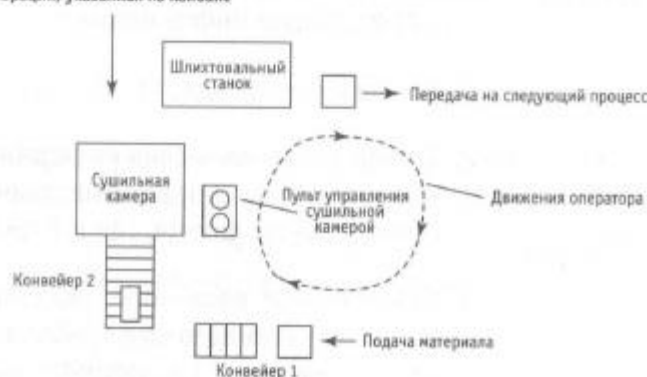 Шлихтовальный
станок
Передача на следующий процесс
Сушильная
камера
Пульт управления
сушильной
камерой
Движения оператора
Конвейер 2
Подача материала
Конвейер 1